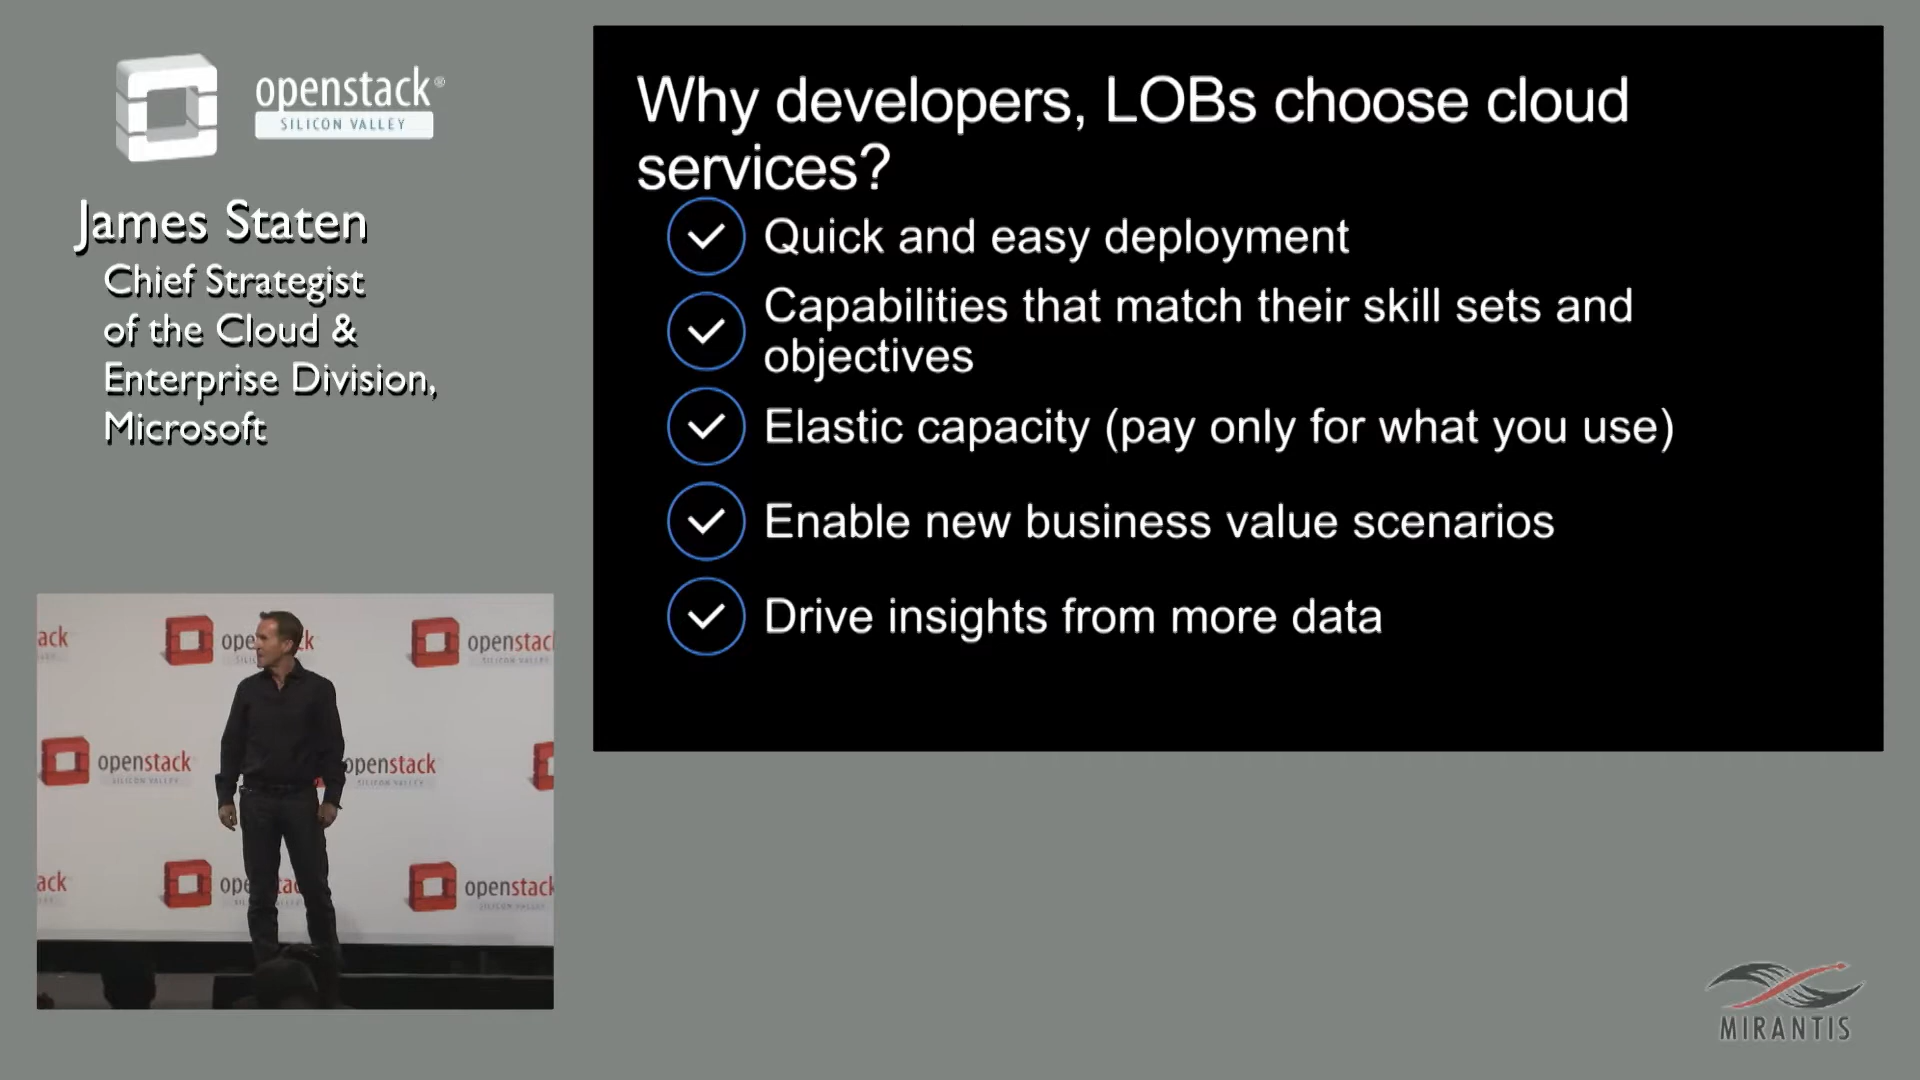 openstack®
SILICON VALLEY
James Staten
Chief Strategist
of the Cloud &
Enterprise Division,
Microsoft
Why developers, LOBs choose cloud
services?
Quick and easy deployment
Capabilities that match their skill sets and
objectives
Elastic capacity (pay only for what you use)
Enable new business value scenarios
Drive insights from more data
openstack
openstack
openstack
MIRANTIS